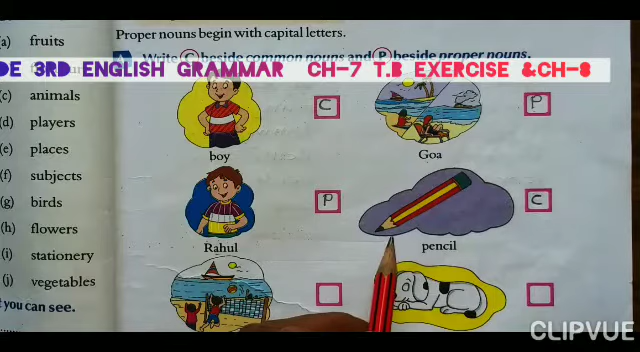 Proper nouns begin with capital letters.
(a) fruits
Write C beside common nouns and P beside proper nouns.
DE 3RD ENGLISH GRAMMAR CH-7 T.B EXERCISE &CH-8
(c) animals
(d) players
(e) places
(f) subjects
(g) birds
(h) flowers
(i) stationery
(j) vegetables
you can see.
C
P
boy
Goa
P
C
Rahul
pencil
CLIPVUE